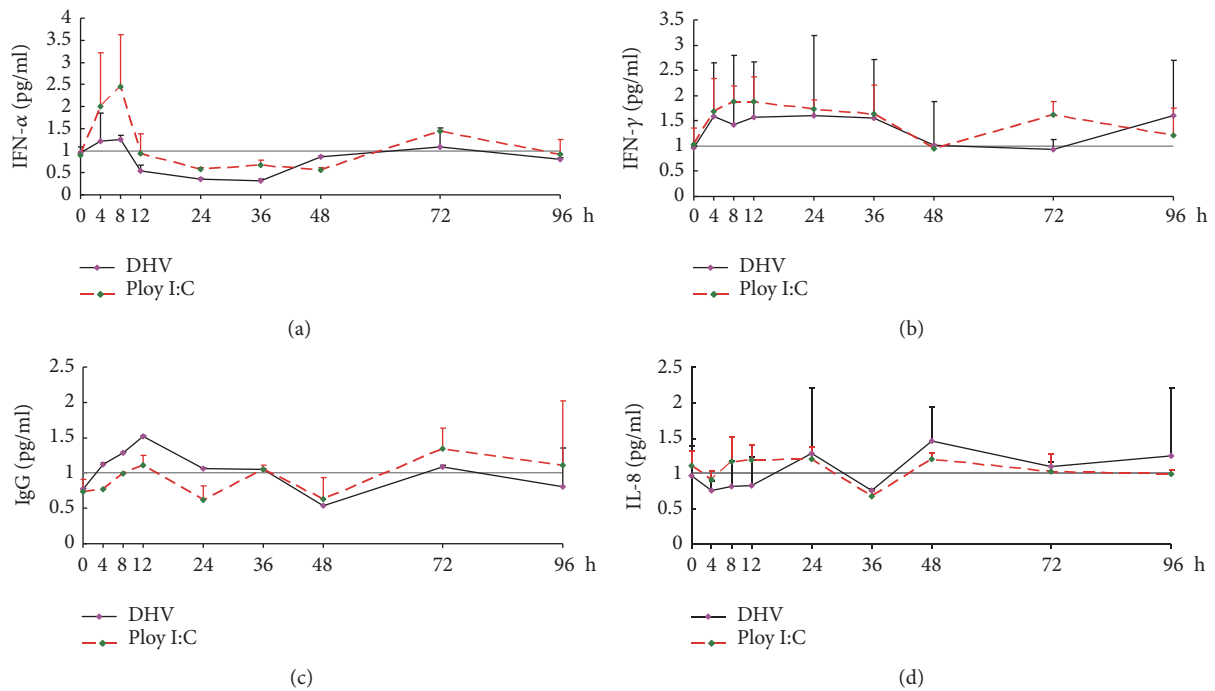 4
3.5
3
2.5
2
1.5
1
0.5
0
IFN-α (pg/ml)
0 4 8 12 24 36 48 72 96 h
DHV
Ploy I:C
(a)
3.5
3
2.5
2
1.5
1
0.5
0
IFN-γ (pg/ml)
0 4 8 12 24 36 48 72 96 h
DHV
Ploy I:C
(b)
2.5
2
1.5
1
0.5
0
IgG (pg/ml)
0 4 8 12 24 36 48 72 96 h
DHV
Ploy I:C
(c)
2.5
2
1.5
1
0.5
0
IL-8 (pg/ml)
0 4 8 12 24 36 48 72 96 h
DHV
Ploy I:C
(d)